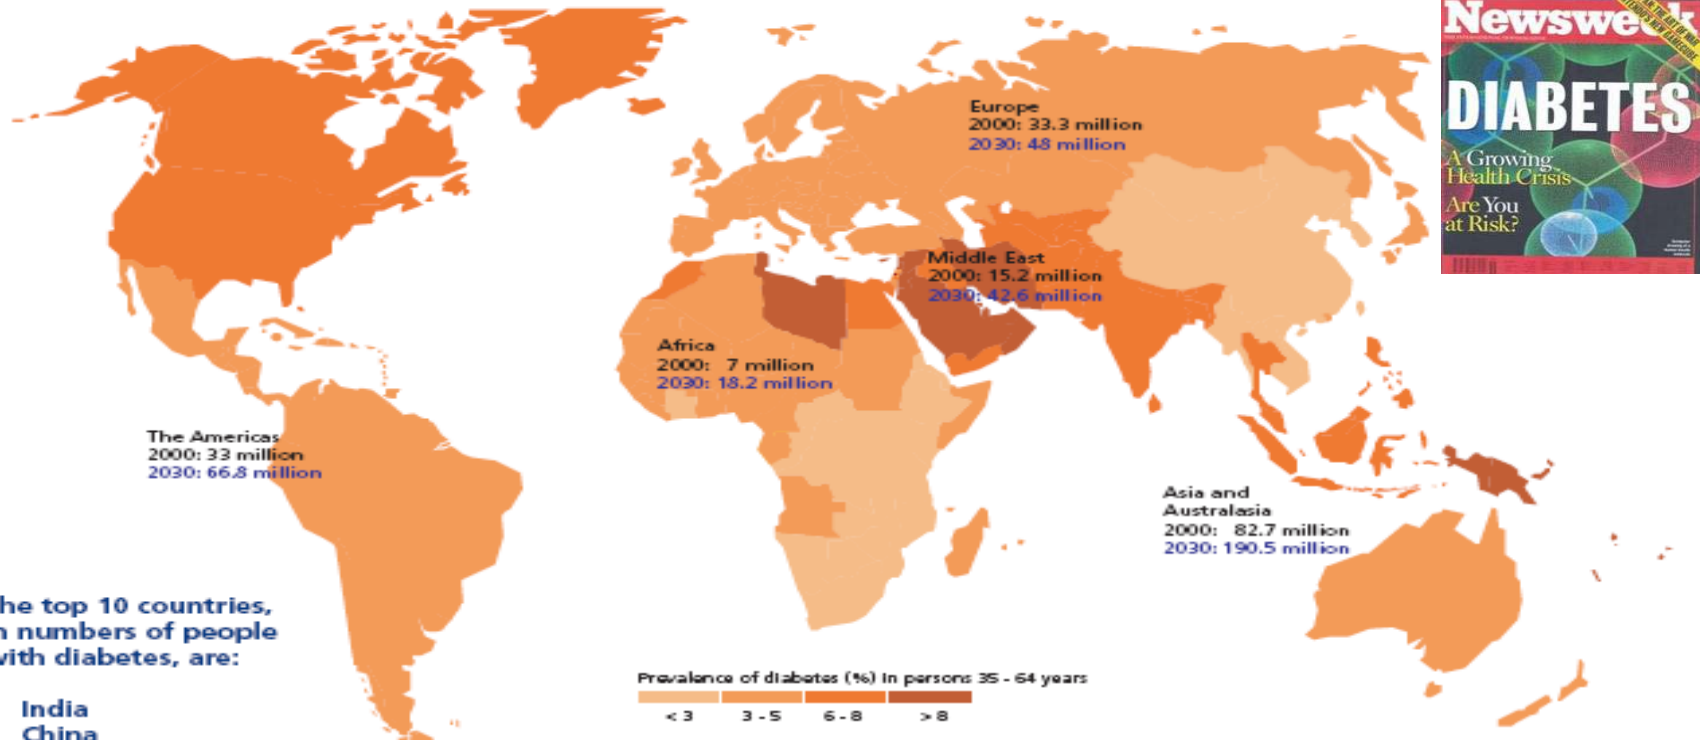 Newsweek
DIABETES
A Growing
Health Crisis
Are You
at Risk?
Europe
2000: 33.3 million
2030: 48 million
Middle East
2000: 15.2 million
2030: 42.6 million
Africa
2000: 7 million
2030: 18.2 million
The Americas
2000: 33 million
2030: 66.8 million
Asia and
Australasia
2000: 82.7 million
2030: 190.5 million
he top 10 countries,
n numbers of people
with diabetes, are:
India
China
Prevalence of diabetes (%) in persons 35 - 64 years
< 3 3 - 5 6 - 8 > 8